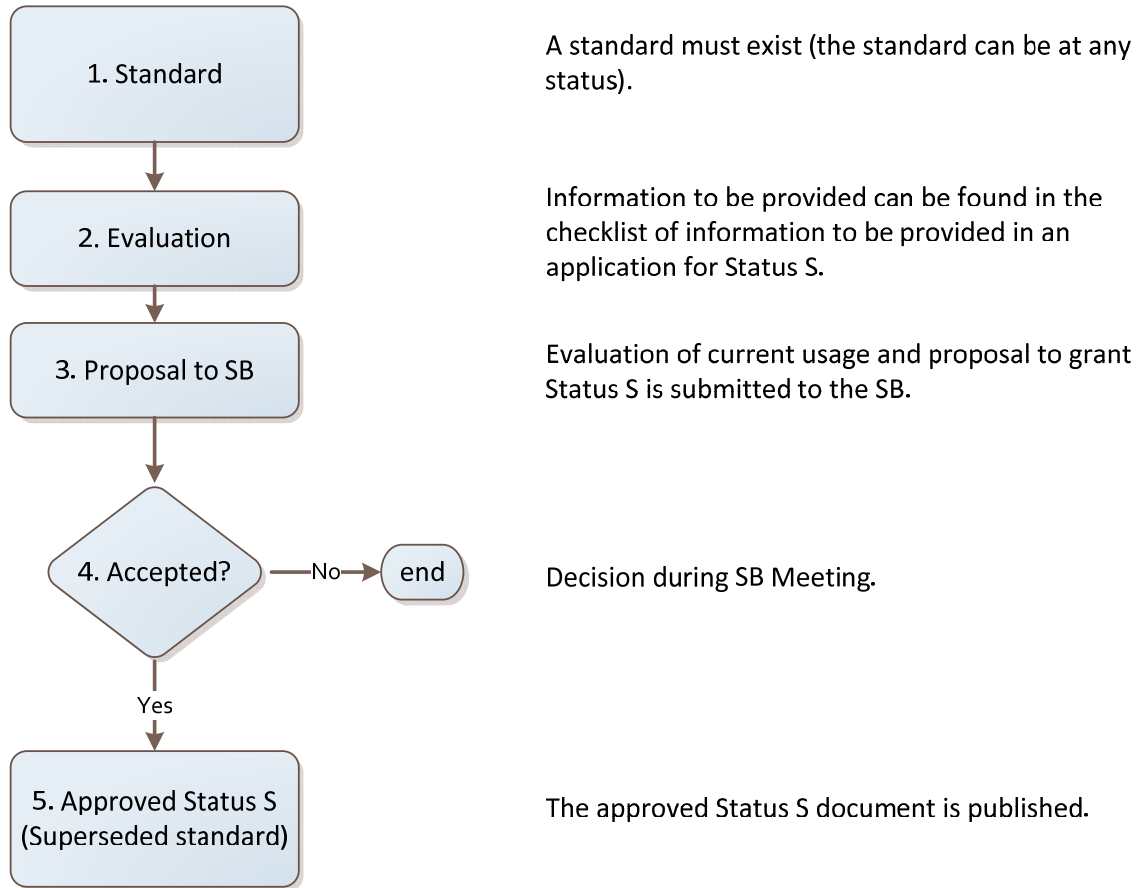 1. Standard
A standard must exist (the standard can be at any
status).
2. Evaluation
Information to be provided can be found in the
checklist of information to be provided in an
application for Status S.
3. Proposal to SB
Evaluation of current usage and proposal to grant
Status S is submitted to the SB.
4. Accepted?
No
end
Decision during SB Meeting.
Yes
5. Approved Status S
(Superseded standard)
The approved Status S document is published.